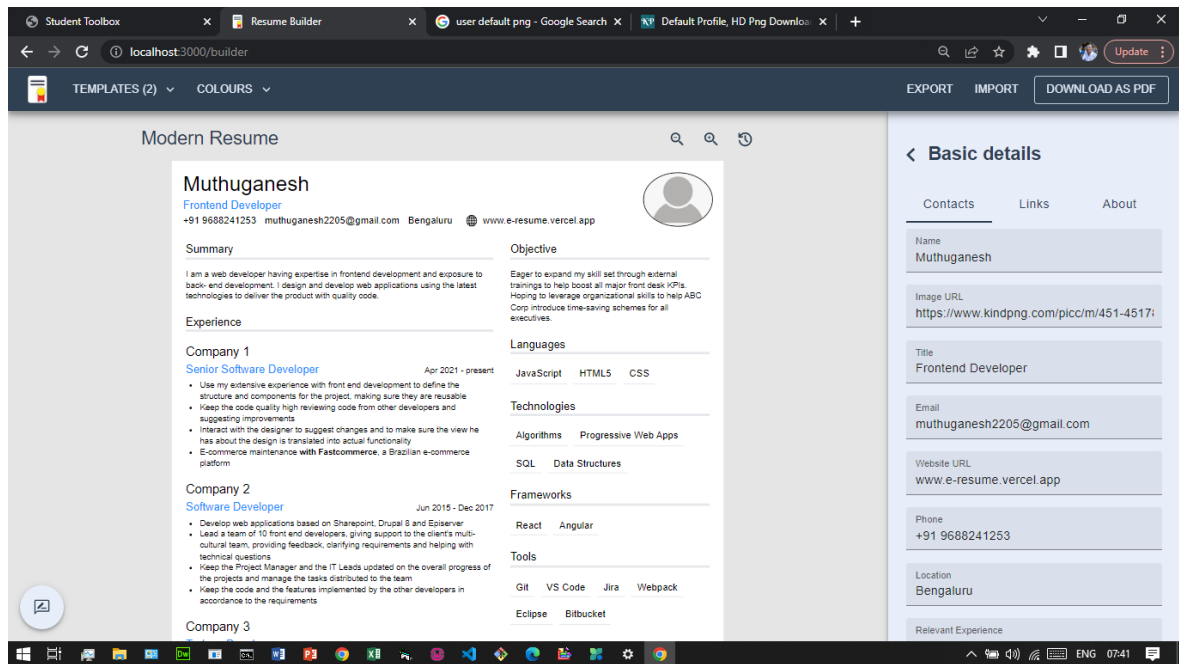 Student Toolbox
Resume Builder
user default png - Google Search
Default Profile, HD Png Downloa
localhost:3000/builder
Update
TEMPLATES (2)
COLOURS
EXPORT
IMPORT
DOWNLOAD AS PDF
Modern Resume
Muthuganesh
Frontend Developer
+91 9688241253 muthuganesh2205@gmail.com Bengaluru www.e-resume.vercel.app
Summary
I am a web developer having expertise in frontend development and exposure to
back- end development. I design and develop web applications using the latest
technologies to deliver the product with quality code.
Experience
Company 1
Senior Software Developer Apr 2021 - present
• Use my extensive experience with front end development to define the
structure and components for the project, making sure they are reusable
• Keep the code quality high reviewing code from other developers and
suggesting improvements
• Interact with the designer to suggest changes and to make sure the view he
has about the design is translated into actual functionality
• E-commerce maintenance with Fastcommerce, a Brazilian e-commerce
platform
Company 2
Software Developer Jun 2015 - Dec 2017
• Develop web applications based on Sharepoint, Drupal 8 and Episerver
• Lead a team of 10 front end developers, giving support to the client's multi-
cultural team, providing feedback, clarifying requirements and helping with
technical questions
• Keep the Project Manager and the IT Leads updated on the overall progress of
the projects and manage the tasks distributed to the team
• Keep the code and the features implemented by the other developers in
accordance to the requirements
Company 3
Objective
Eager to expand my skill set through external
trainings to help boost all major front desk KPIs.
Hoping to leverage organizational skills to help ABC
Corp introduce time-saving schemes for all
executives.
Languages
JavaScript HTML5 CSS
Technologies
Algorithms Progressive Web Apps
SQL Data Structures
Frameworks
React Angular
Tools
Git VS Code Jira Webpack
Eclipse Bitbucket
Basic details
Contacts Links About
Name
Muthuganesh
Image URL
https://www.kindpng.com/picc/m/451-4517
Title
Frontend Developer
Email
muthuganesh2205@gmail.com
Website URL
www.e-resume.vercel.app
Phone
+91 9688241253
Location
Bengaluru
Relevant Experience
ENG 07:41